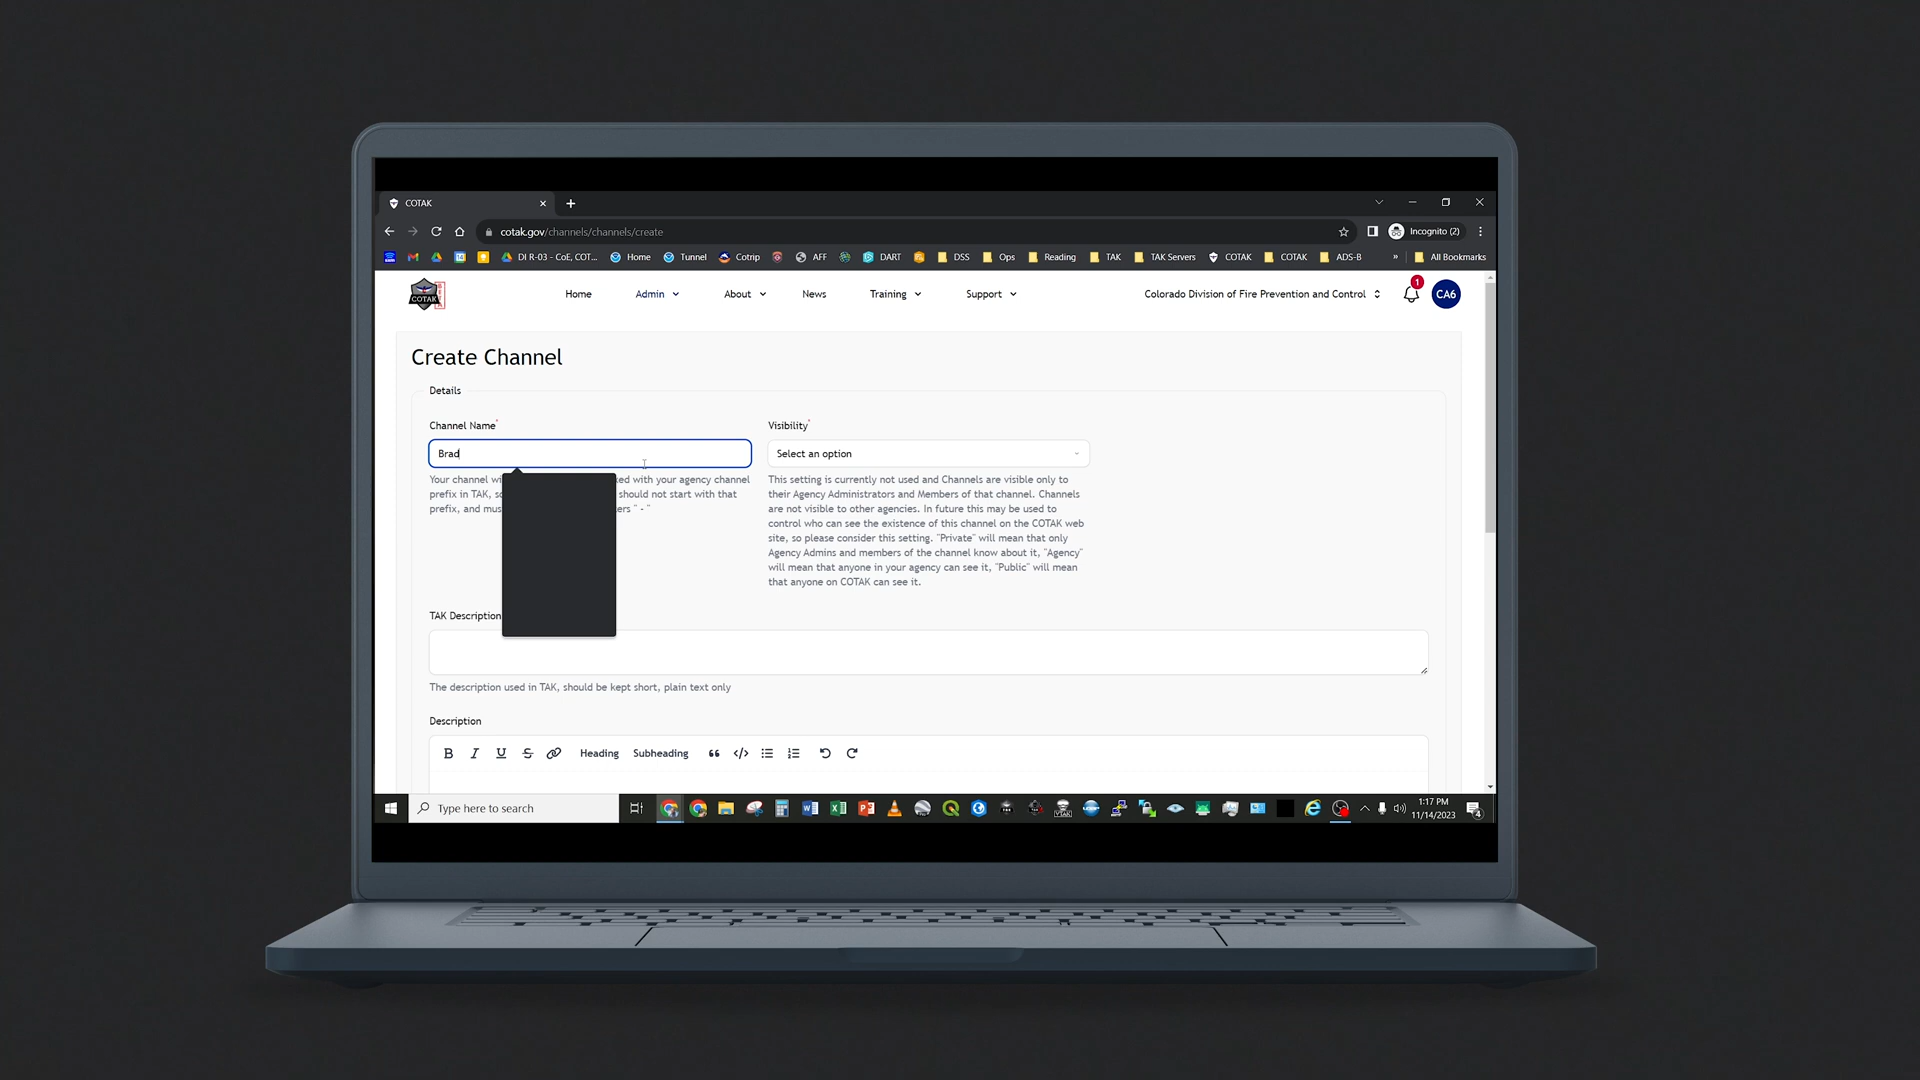 COTAK
cotak.gov/channels/channels/create
Incognito (2)
DI R-03 - CoE, COT...
Home
Tunnel
Cotrip
AFF
DART
DSS
Ops
Reading
TAK
TAK Servers
COTAK
COTAK
ADS-B
»
All Bookmarks
COTAK
Home
Admin
About
News
Training
Support
Colorado Division of Fire Prevention and Control
1
CA6
Create Channel
Details
Channel Name*
Visibility*
Brad
Select an option
Your channel wi
ed with your agency channel
prefix in TAK, s
should not start with that
prefix, and mus
ers " - "
This setting is currently not used and Channels are visible only to
their Agency Administrators and Members of that channel. Channels
are not visible to other agencies. In future this may be used to
control who can see the existence of this channel on the COTAK web
site, so please consider this setting. "Private" will mean that only
Agency Admins and members of the channel know about it, "Agency"
will mean that anyone in your agency can see it, "Public" will mean
that anyone on COTAK can see it.
TAK Description
The description used in TAK, should be kept short, plain text only
Description
B I U S
Heading
Subheading
Type here to search
1:17 PM
11/14/2023
4